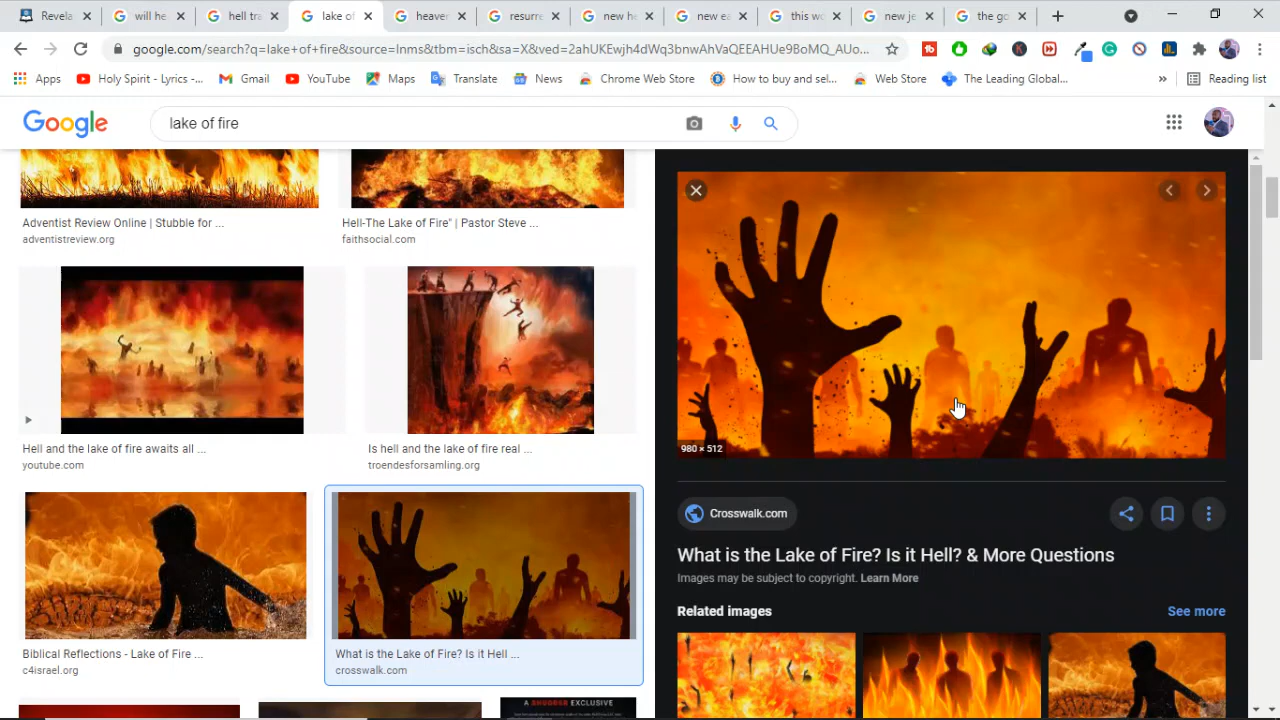 Revela
will he
hell tr
lake of
heaver
resurre
new he
new ea
this wo
new je
the go
google.com/search?q=lake+of+fire&source=lnms&tbm=isch&sa=X&ved=2ahUKEwjh4dWq3bnwAhYaQEEAHUe9BoMQ_AUo...
Apps
Holy Spirit - Lyrics -...
Gmail
YouTube
Maps
Translate
News
Chrome Web Store
How to buy and sel...
Web Store
The Leading Global...
»
Reading list
Google
lake of fire
Adventist Review Online | Stubble for ...
adventistreview.org
Hell-The Lake of Fire" | Pastor Steve ...
faithsocial.com
Hell and the lake of fire awaits all ...
youtube.com
Is hell and the lake of fire real ...
troendesforsamling.org
Biblical Reflections - Lake of Fire ...
c4israel.org
What is the Lake of Fire? Is it Hell ...
crosswalk.com
A SHUGEBB EXCLUSIVE
980 × 512
Crosswalk.com
What is the Lake of Fire? Is it Hell? & More Questions
Images may be subject to copyright. Learn More
Related images
See more